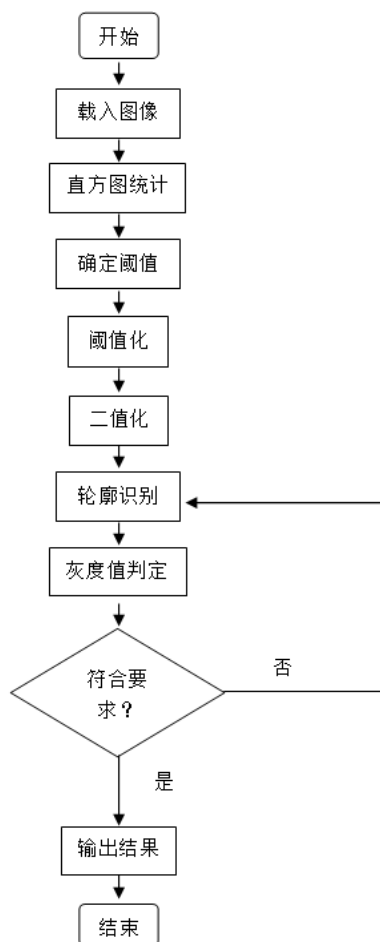 开始
载入图像
直方图统计
确定阈值
阈值化
二值化
轮廓识别
灰度值判定
符合要
求？
否
是
输出结果
结束